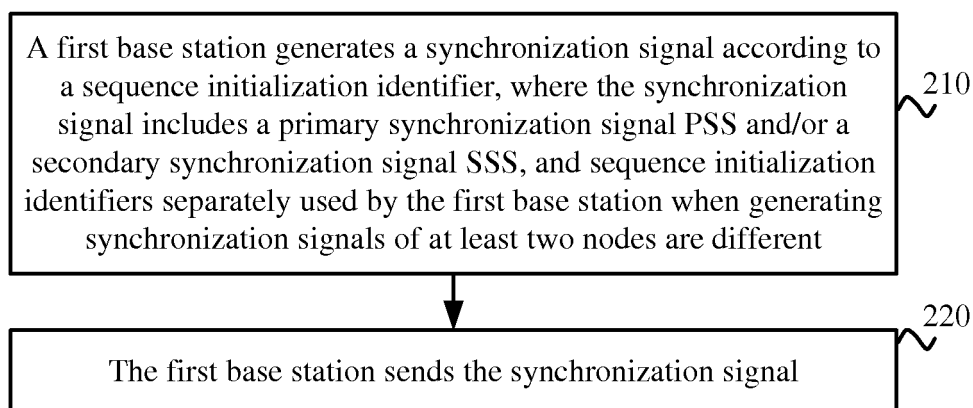 A first base station generates a synchronization signal according to
a sequence initialization identifier, where the synchronization
signal includes a primary synchronization signal PSS and/or a
secondary synchronization signal SSS, and sequence initialization
identifiers separately used by the first base station when generating
synchronization signals of at least two nodes are different
210
220
The first base station sends the synchronization signal